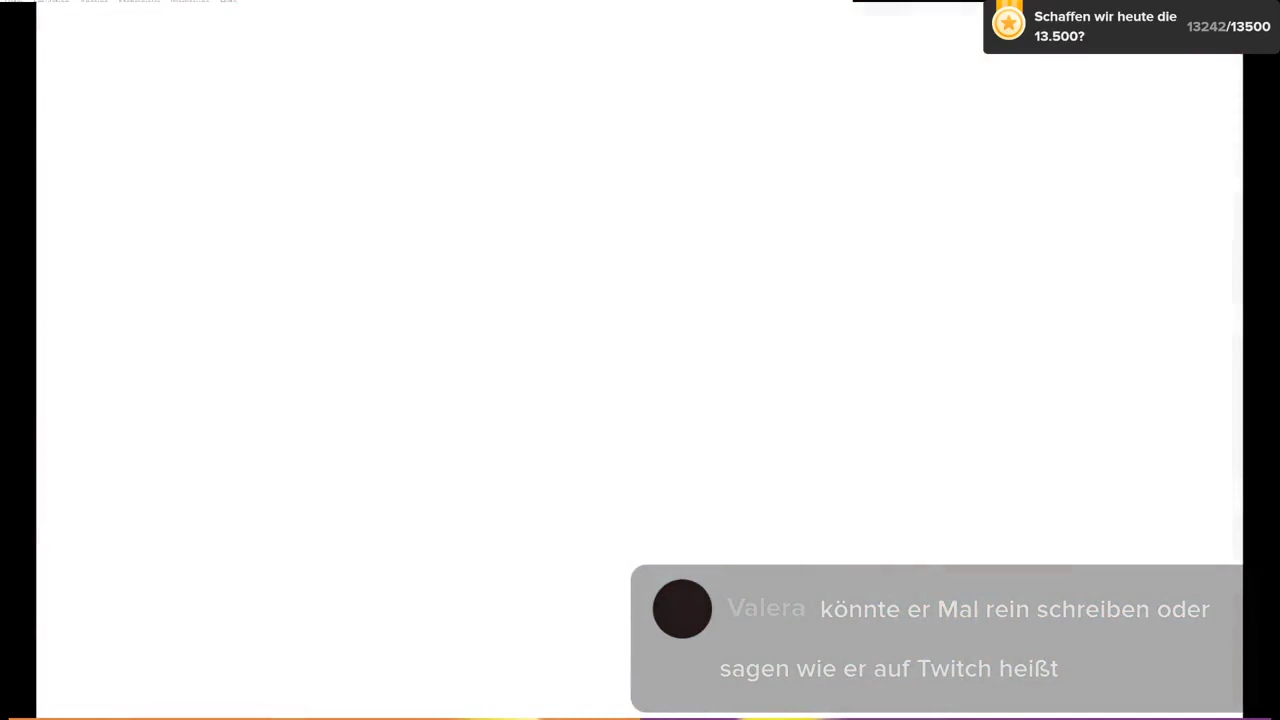 Schaffen wir heute die
13.500?
13242/13500
Valera könnte er Mal rein schreiben oder
sagen wie er auf Twitch heißt